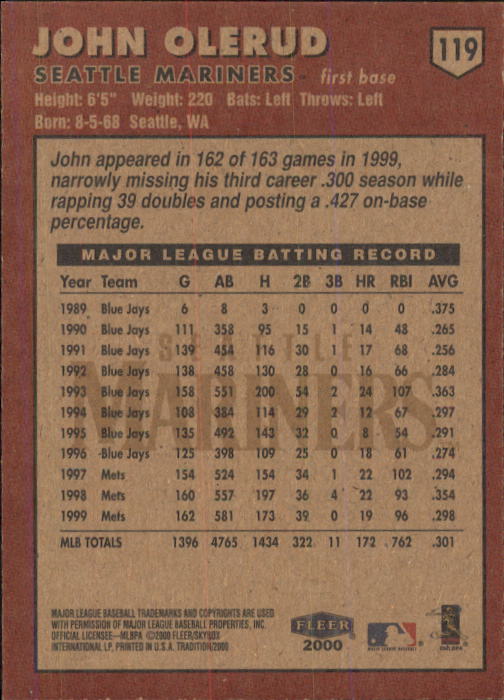 JOHN OLERUD
119
SEATTLE MARINERS first base
Height: 6'5" Weight: 220 Bats: Left Throws: Left
Born: 8-5-68 Seattle, WA
John appeared in 162 of 163 games in 1999,
narrowly missing his third career .300 season while
rapping 39 doubles and posting a .427 on-base
percentage.
MAJOR LEAGUE BATTING RECORD
Year Team G AB H 2B 3B HR RBI AVG
1989 Blue Jays 6 8 3 0 0 0 0 .375
1990 Blue Jays 111 358 95 15 1 14 48 .265
1991 Blue Jays 139 454 116 30 1 17 68 .256
1992 Blue Jays 138 458 130 28 0 16 66 .284
1993 Blue Jays 158 551 200 54 2 24 107 .363
1994 Blue Jays 108 384 114 29 2 12 67 .297
1995 Blue Jays 135 492 143 32 0 8 54 .291
1996 Blue Jays 125 398 109 25 0 18 61 .274
1997 Mets 154 524 154 34 1 22 102 .294
1998 Mets 160 557 197 36 4 22 93 .354
1999 Mets 162 581 173 39 0 19 96 .298
MLB TOTALS 1396 4765 1434 322 11 172 762 .301
SEATTLE
MARINERS
MAJOR LEAGUE BASEBALL TRADEMARKS AND COPYRIGHTS ARE USED
WITH PERMISSION OF MAJOR LEAGUE BASEBALL PROPERTIES, INC.
OFFICIAL LICENSEE—MLBPA ©2000 FLEER/SKYBOX
INTERNATIONAL LP, PRINTED IN U.S.A. TRADITION/2000
FLEER
2000